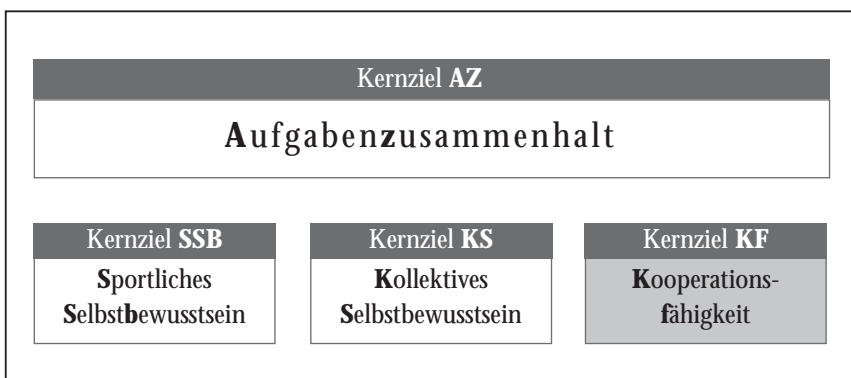 Kernziel AZ
Aufgabenzusammenhalt
Kernziel SSB
Sportliches
Selbstbewusstsein
Kernziel KS
Kollektives
Selbstbewusstsein
Kernziel KF
Kooperations-
fähigkeit